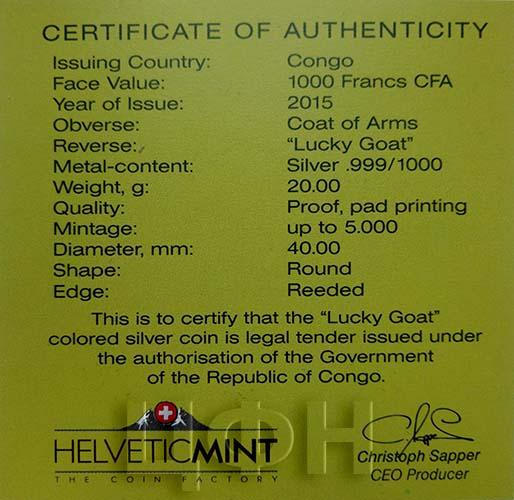 CERTIFICATE OF AUTHENTICITY
Issuing Country: Congo
Face Value: 1000 Francs CFA
Year of Issue: 2015
Obverse: Coat of Arms
Reverse: “Lucky Goat”
Metal-content: Silver .999/1000
Weight, g: 20.00
Quality: Proof, pad printing
Mintage: up to 5.000
Diameter, mm: 40.00
Shape: Round
Edge: Reeded
This is to certify that the “Lucky Goat”
colored silver coin is legal tender issued under
the authorisation of the Government
of the Republic of Congo.
ЦФН
HELVETICMINT
THE COIN FACTORY
Christoph Sapper
CEO Producer